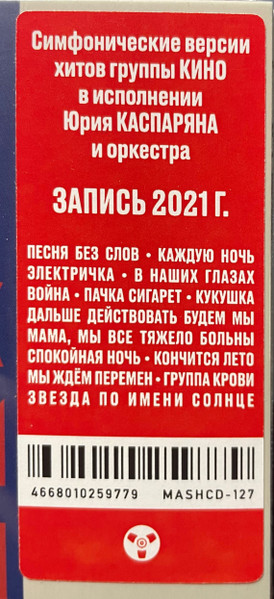 Симфонические версии
хитов группы КИНО
в исполнении
Юрия КАСПАРЯНА
и оркестра
ЗАПИСЬ 2021 Г.
ПЕСНЯ БЕЗ СЛОВ • КАЖДУЮ НОЧЬ
ЭЛЕКТРИЧКА • В НАШИХ ГЛАЗАХ
ВОЙНА • ПАЧКА СИГАРЕТ • КУКУШКА
ДАЛЬШЕ ДЕЙСТВОВАТЬ БУДЕМ МЫ
МАМА, МЫ ВСЕ ТЯЖЕЛО БОЛЬНЫ
СПОКОЙНАЯ НОЧЬ • КОНЧИТСЯ ЛЕТО
МЫ ЖДЁМ ПЕРЕМЕН • ГРУППА КРОВИ
ЗВЕЗДА ПО ИМЕНИ СОЛНЦЕ
4668010259779 MASHCD-127